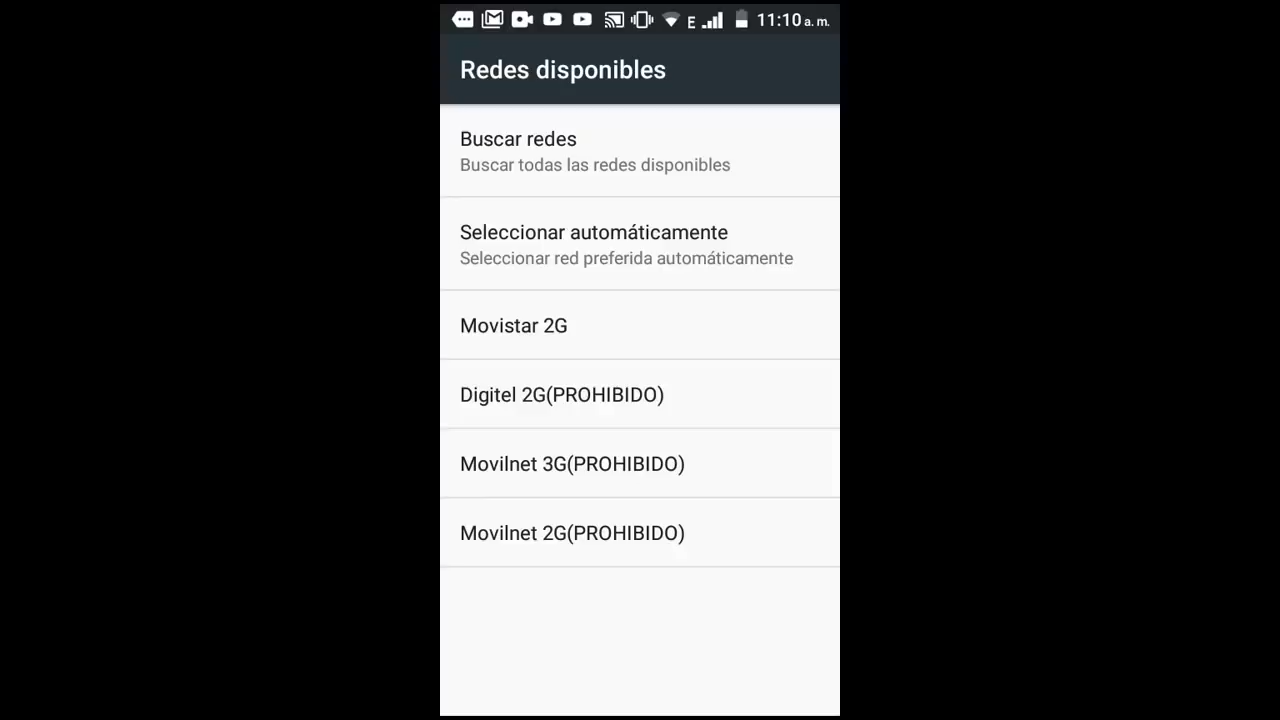 E 11:10 a. m.
Redes disponibles
Buscar redes
Buscar todas las redes disponibles
Seleccionar automáticamente
Seleccionar red preferida automáticamente
Movistar 2G
Digitel 2G(PROHIBIDO)
Movilnet 3G(PROHIBIDO)
Movilnet 2G(PROHIBIDO)